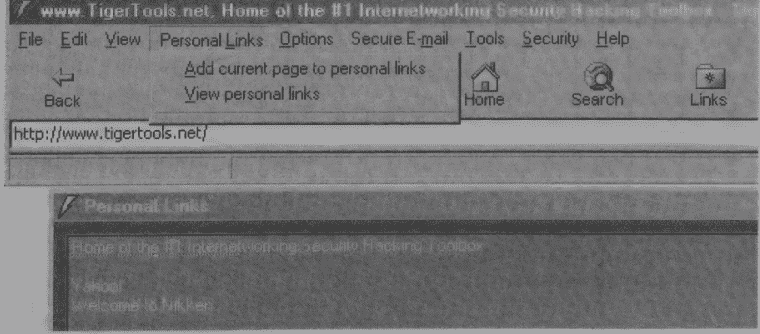 www.TigerTools.net, Home of the #1 Internetworking Security Hacking Toolbox
File Edit View Personal Links Options Secure E-mail Tools Security Help
Add current page to personal links
View personal links
Back Home Search Links
http://www.tigertools.net/
Personal Links
Home of the #1 Internetworking Security Hacking Toolbox
Yahoo!
Welcome to Nikken